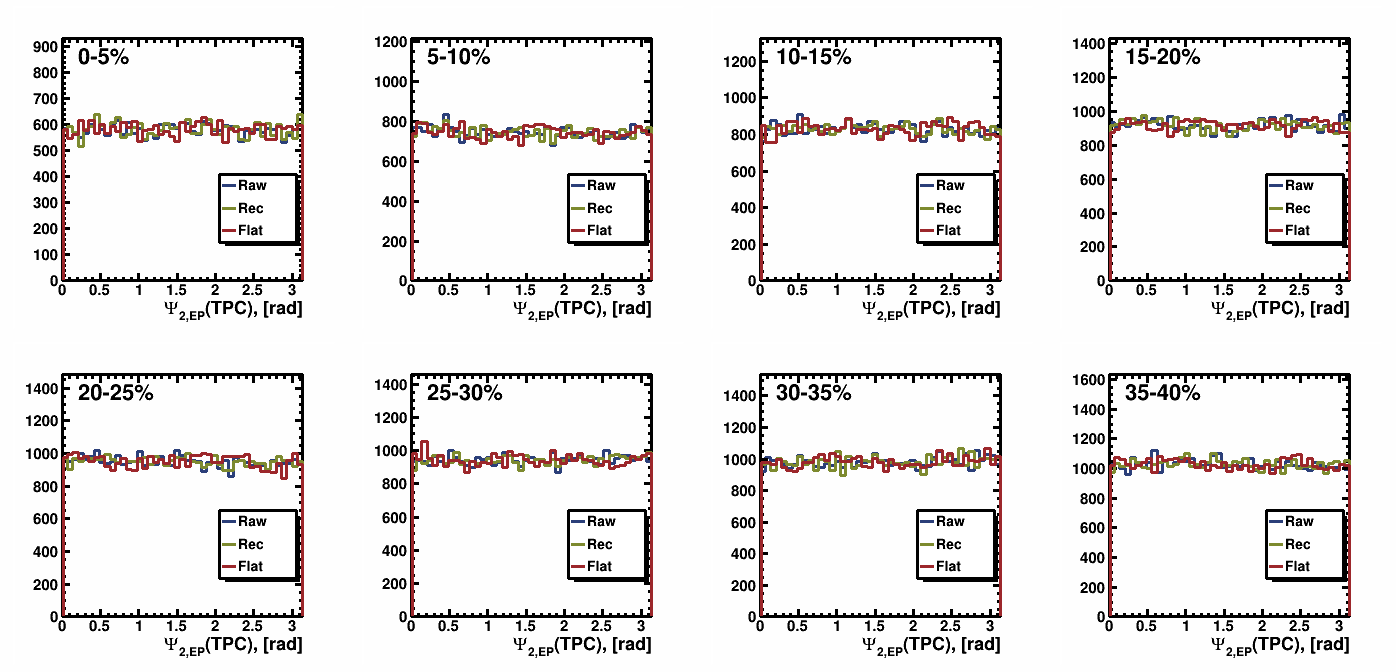 0-5%
900
800
700
600
500
400
300
200
100
0
Raw
Rec
Flat
0 0.5 1 1.5 2 2.5 3
Ψ2,EP(TPC), [rad]
5-10%
1200
1000
800
600
400
200
0
Raw
Rec
Flat
0 0.5 1 1.5 2 2.5 3
Ψ2,EP(TPC), [rad]
10-15%
1200
1000
800
600
400
200
0
Raw
Rec
Flat
0 0.5 1 1.5 2 2.5 3
Ψ2,EP(TPC), [rad]
15-20%
1400
1200
1000
800
600
400
200
0
Raw
Rec
Flat
0 0.5 1 1.5 2 2.5 3
Ψ2,EP(TPC), [rad]
20-25%
1400
1200
1000
800
600
400
200
0
Raw
Rec
Flat
0 0.5 1 1.5 2 2.5 3
Ψ2,EP(TPC), [rad]
25-30%
1400
1200
1000
800
600
400
200
0
Raw
Rec
Flat
0 0.5 1 1.5 2 2.5 3
Ψ2,EP(TPC), [rad]
30-35%
1400
1200
1000
800
600
400
200
0
Raw
Rec
Flat
0 0.5 1 1.5 2 2.5 3
Ψ2,EP(TPC), [rad]
35-40%
1600
1400
1200
1000
800
600
400
200
0
Raw
Rec
Flat
0 0.5 1 1.5 2 2.5 3
Ψ2,EP(TPC), [rad]